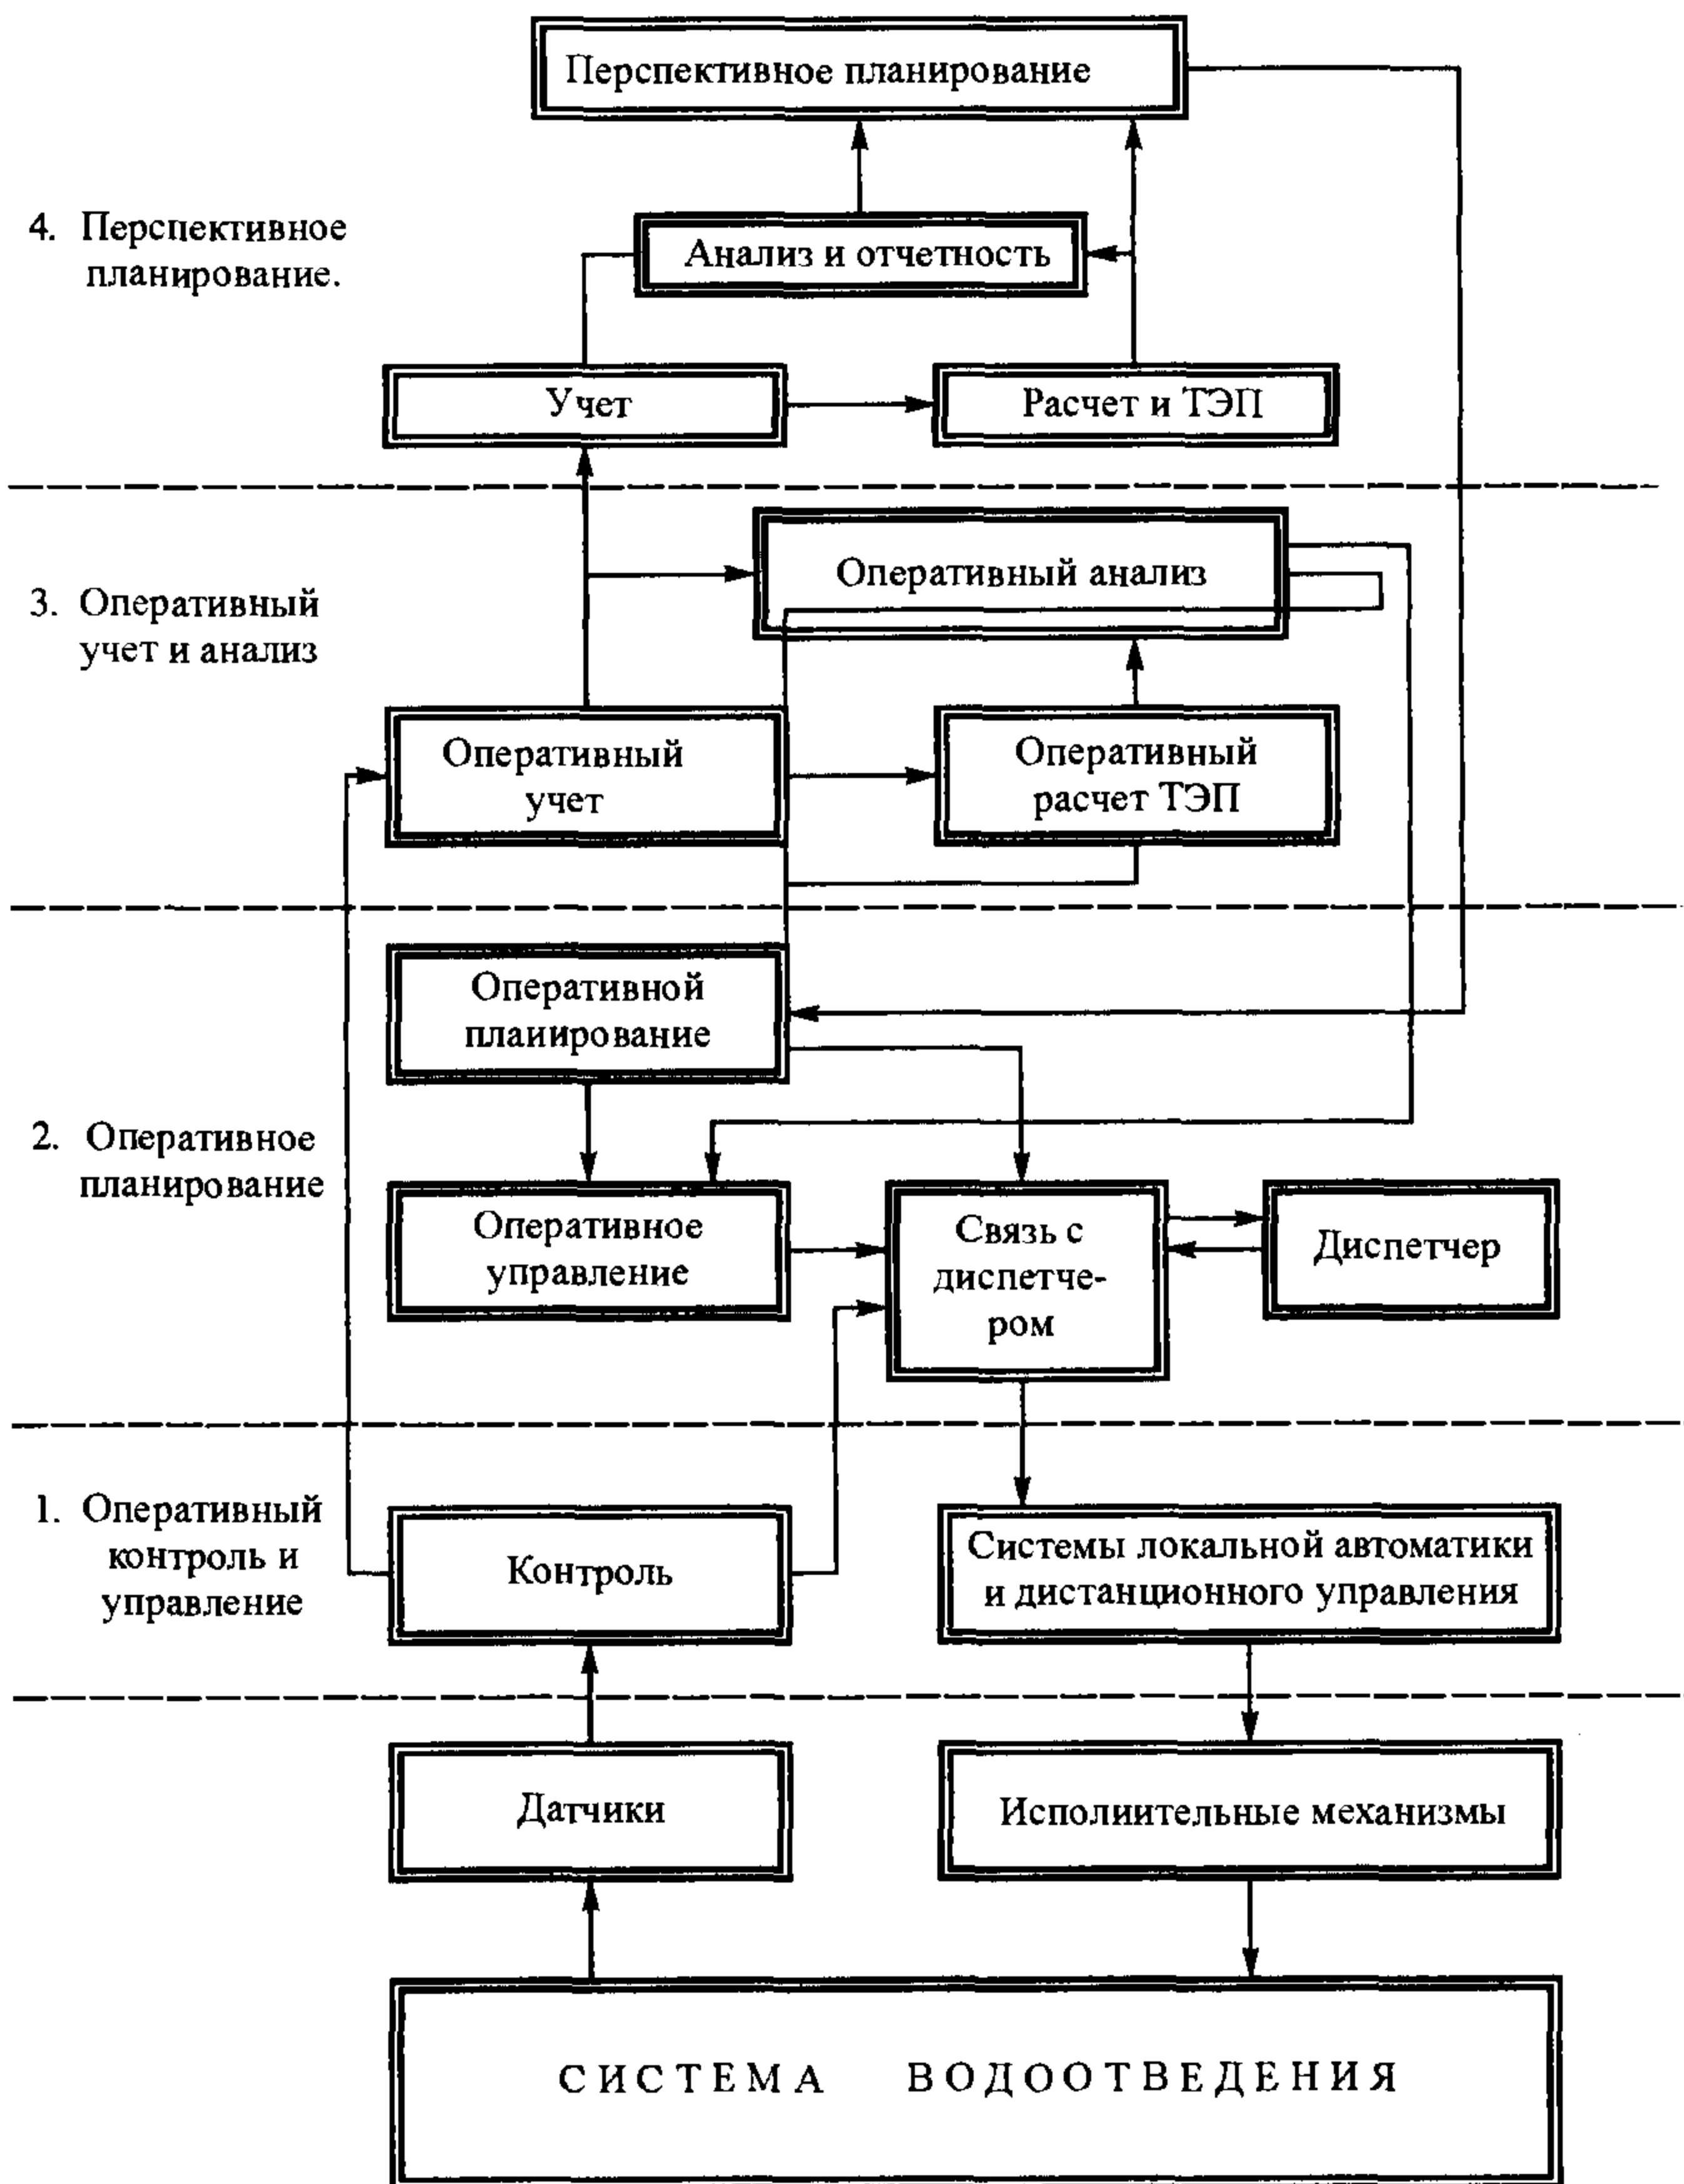 Перспективное планирование
4. Перспективное
планирование.
Анализ и отчетность
Учет
Расчет и ТЭП
3. Оперативный
учет и анализ
Оперативный анализ
Оперативный
учет
Оперативный
расчет ТЭП
Оперативной
плаиирование
2. Оперативное
планирование
Оперативное
управление
Связь с
диспетче-
ром
Диспетчер
1. Оперативный
контроль и
управление
Контроль
Системы локальной автоматики
и дистанционного управления
Датчики
Исполиительные механизмы
СИСТЕМА ВОДООТВЕДЕНИЯ